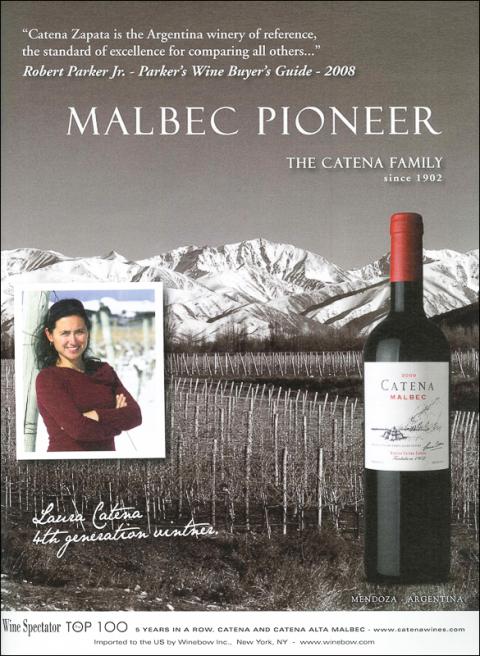 “Catena Zapata is the Argentina winery of reference,
the standard of excellence for comparing all others...”
Robert Parker Jr. - Parker’s Wine Buyer’s Guide - 2008
MALBEC PIONEER
THE CATENA FAMILY
since 1902
2009
CATENA
MALBEC
Laura Catena
4th generation vintner.
MENDOZA - ARGENTINA
Wine Spectator TOP 100 5 YEARS IN A ROW. CATENA AND CATENA ALTA MALBEC - www.catenawines.com
Imported to the US by Winebow Inc., New York, NY - www.winebow.com